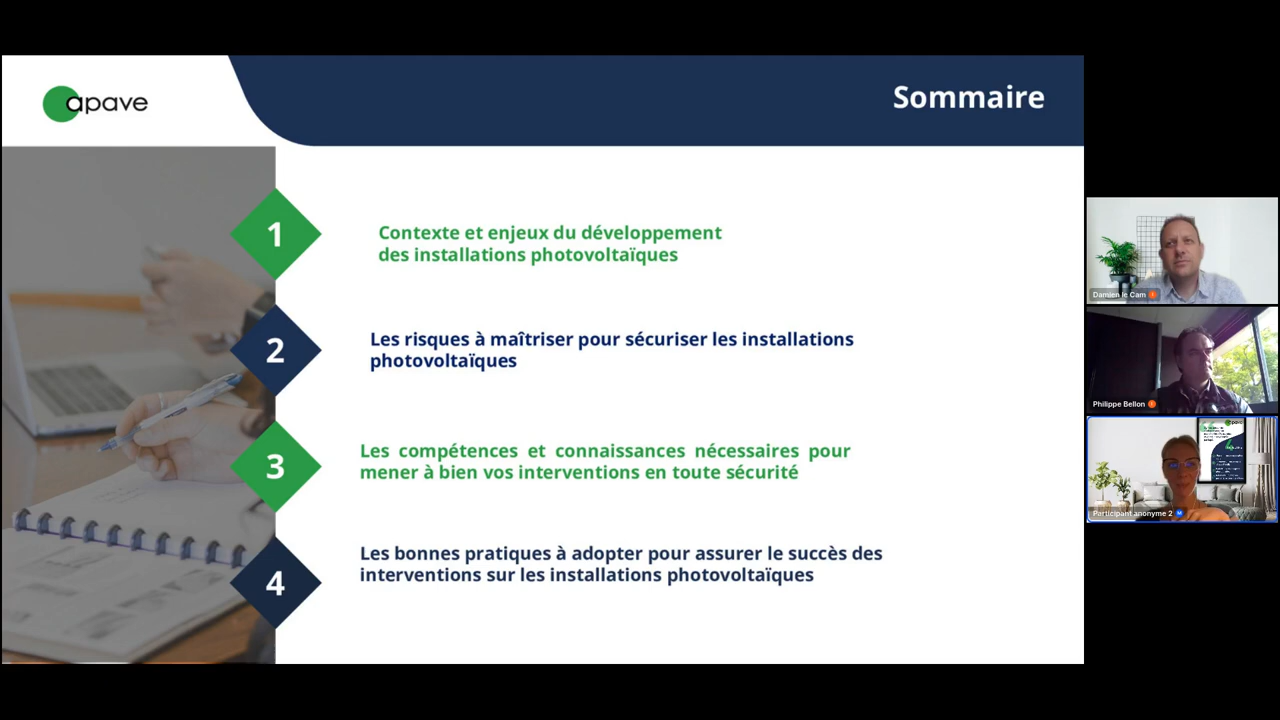 apave
Sommaire
1
Contexte et enjeux du développement
des installations photovoltaïques
2
Les risques à maîtriser pour sécuriser les installations
photovoltaïques
3
Les compétences et connaissances nécessaires pour
mener à bien vos interventions en toute sécurité
4
Les bonnes pratiques à adopter pour assurer le succès des
interventions sur les installations photovoltaïques
Damien le Cam
Philippe Bellon
Participant anonyme 2